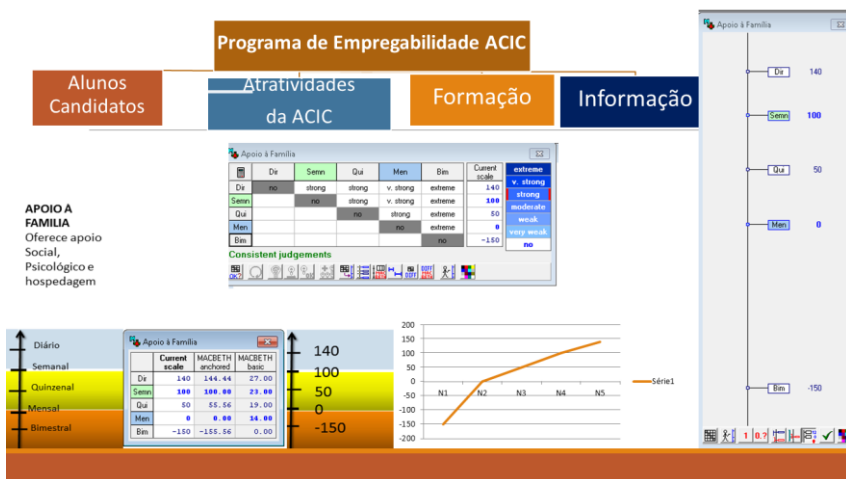 Programa de Empregabilidade ACIC
Alunos
Candidatos
Atratividades
da ACIC
Formação
Informação
Apoio à Família
Dir Semn Qui Men Bim Current scale
Dir no strong strong v. strong extreme 140
Semn no strong v. strong extreme 100
Qui no strong extreme 50
Men no extreme 0
Bim no -150
extreme
v. strong
strong
moderate
weak
very weak
no
Consistent judgements
APOIO À
FAMILIA
Oferece apoio
Social,
Psicológico e
hospedagem
Diário
Semanal
Quinzenal
Mensal
Bimestral
Apoio à Família
Current scale MACBETH anchored MACBETH basic
Dir 140 144.44 27.00
Semn 100 100.00 23.00
Qui 50 55.56 19.00
Men 0 0.00 14.00
Bim -150 -155.56 0.00
140
100
50
0
-150
200
150
100
50
0
-50
-100
-150
-200
N1 N2 N3 N4 N5
Série1
Apoio à Família
Dir 140
Semn 100
Qui 50
Men 0
Bim -150